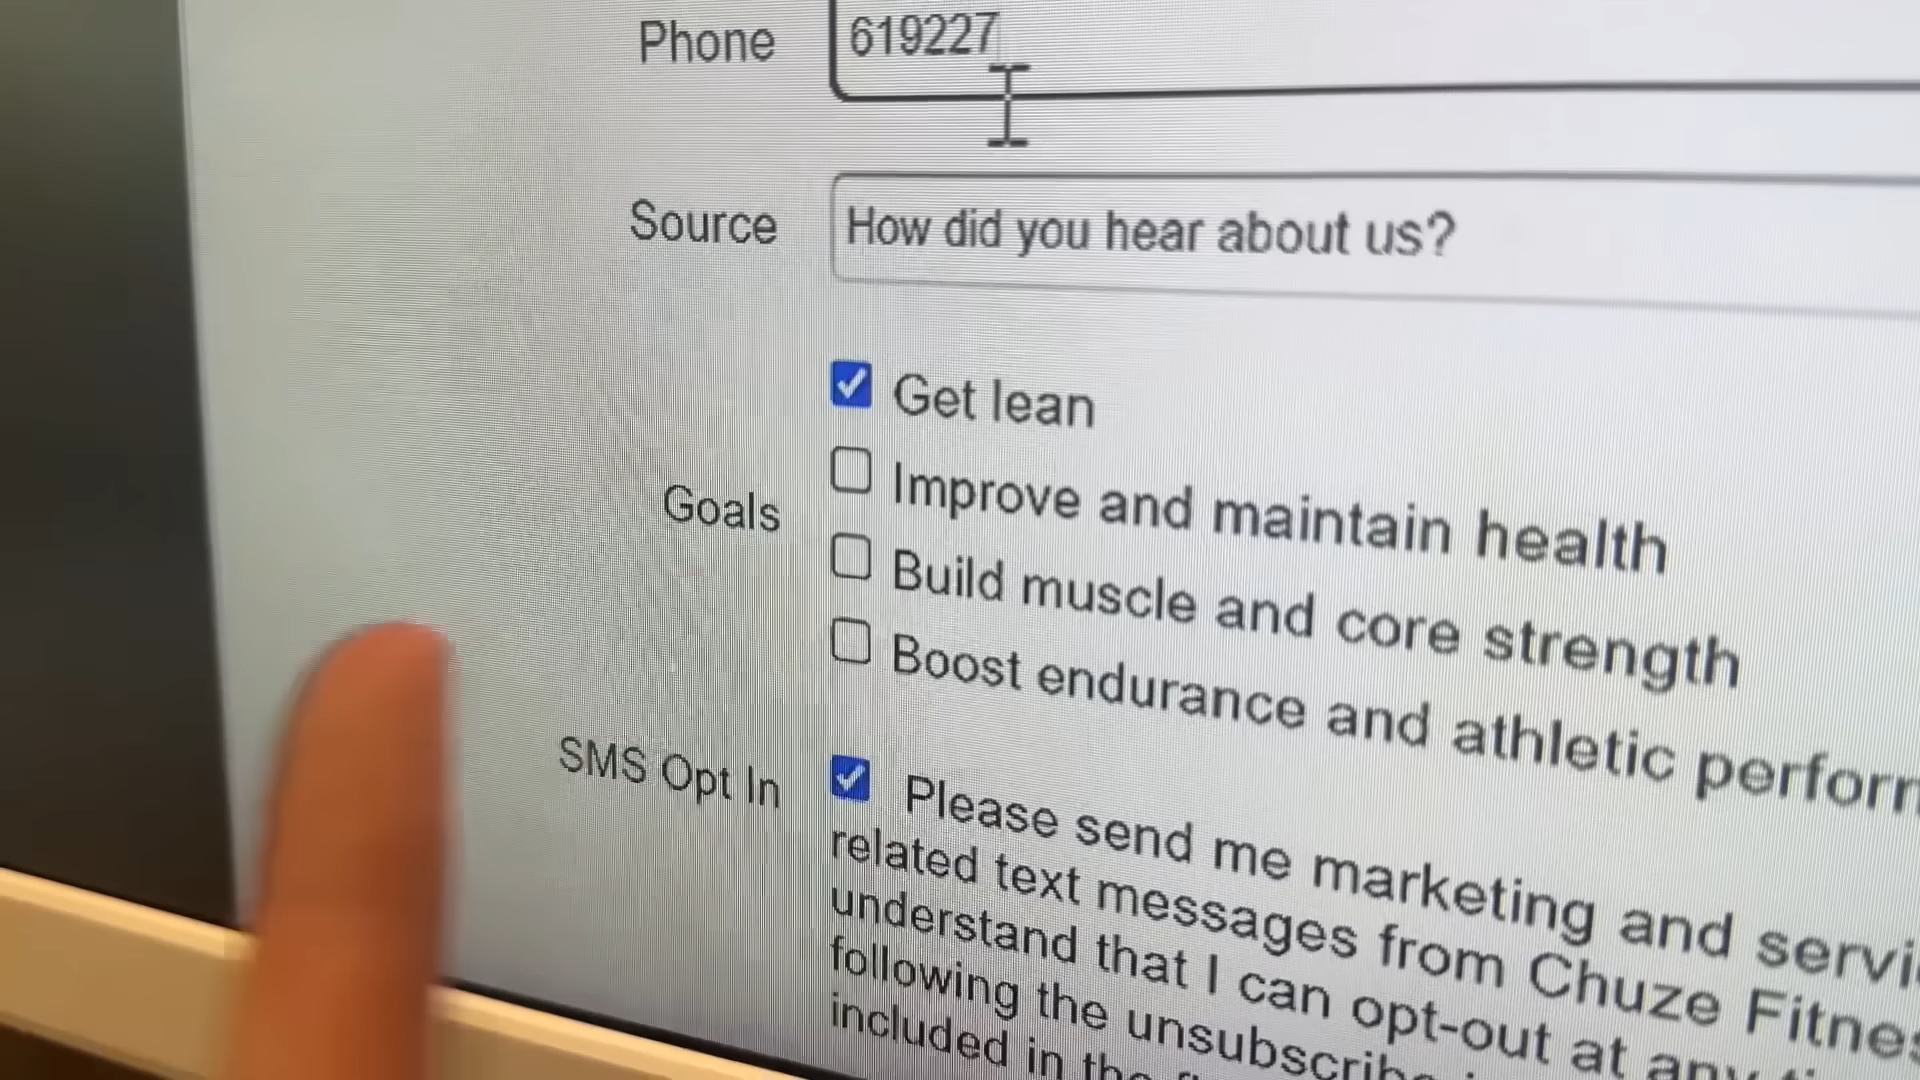 Phone 619227
Source How did you hear about us?
Get lean
Improve and maintain health
Goals
Build muscle and core strength
Boost endurance and athletic
SMS Opt In Please send me marketing and
related text messages from Chuze
understand that I can opt-out at
following the
included in